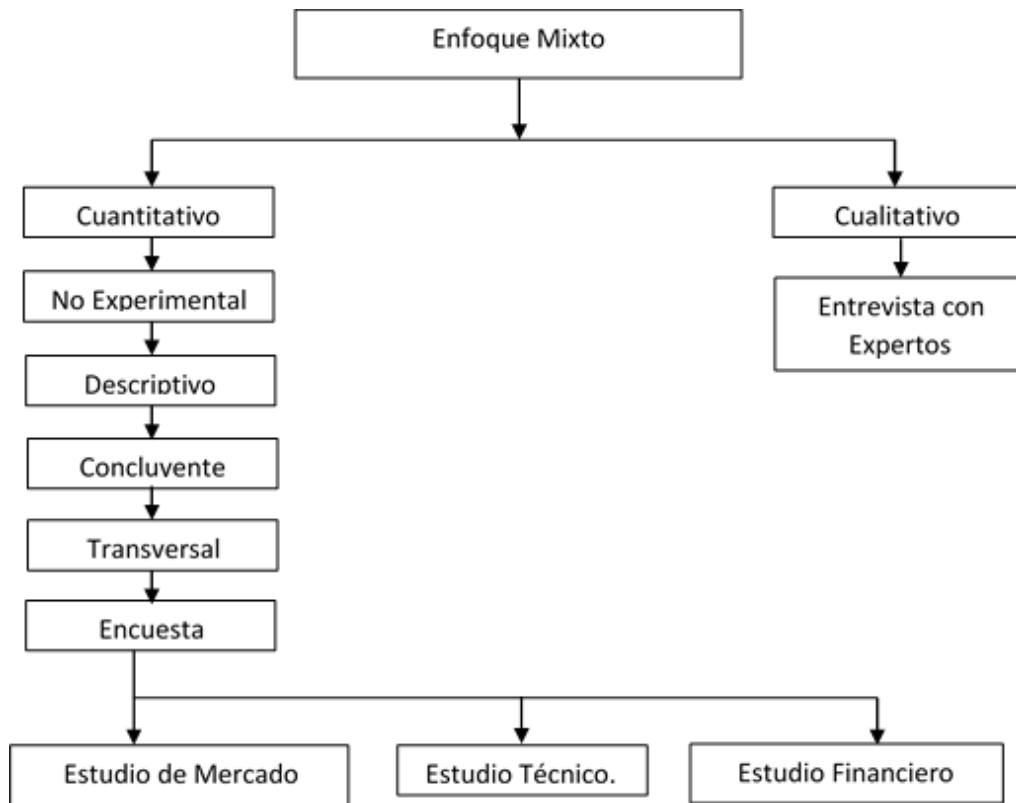 Enfoque Mixto
Cuantitativo
Cualitativo
No Experimental
Entrevista con
Expertos
Descriptivo
Concluyente
Transversal
Encuesta
Estudio de Mercado
Estudio Técnico.
Estudio Financiero